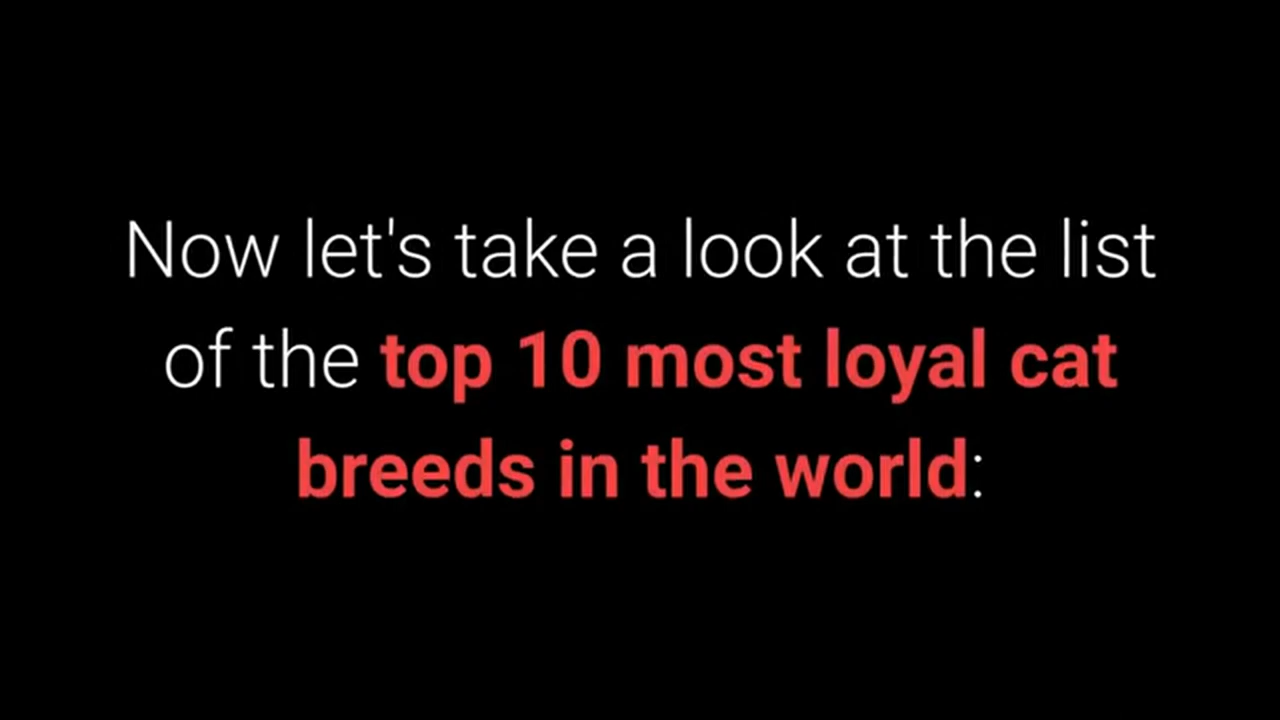 Now let's take a look at the list
of the top 10 most loyal cat
breeds in the world: